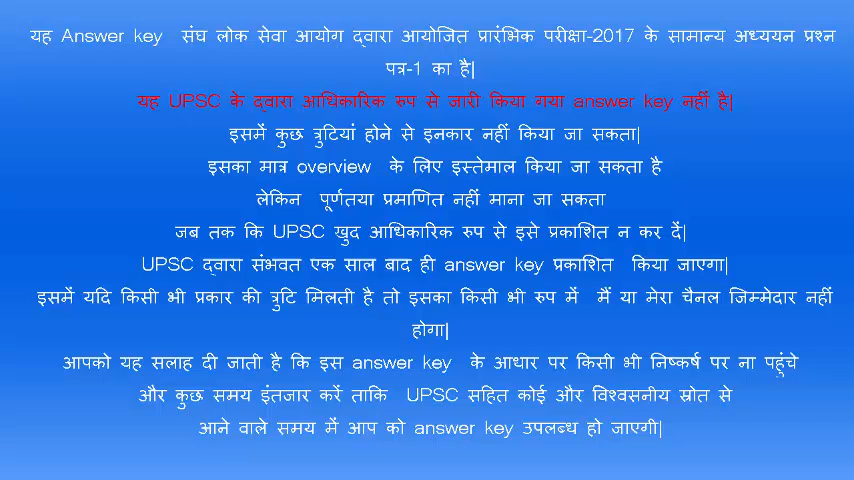 यह Answer key संघ लोक सेवा आयोग द्वारा आयोजित प्रारंभिक परीक्षा-2017 के सामान्य अध्ययन प्रश्न
पत्र-1 का है|
यह UPSC के द्वारा आधिकारिक रुप से जारी किया गया answer key नहीं है|
इसमें कुछ त्रुटियां होने से इनकार नहीं किया जा सकता|
इसका मात्र overview के लिए इस्तेमाल किया जा सकता है
लेकिन पूर्णतया प्रमाणित नहीं माना जा सकता
जब तक कि UPSC खुद आधिकारिक रुप से इसे प्रकाशित न कर दें|
UPSC द्वारा संभवत एक साल बाद ही answer key प्रकाशित किया जाएगा|
इसमें यदि किसी भी प्रकार की त्रुटि मिलती है तो इसका किसी भी रुप में मैं या मेरा चैनल जिम्मेदार नहीं
होगा|
आपको यह सलाह दी जाती है कि इस answer key के आधार पर किसी भी निष्कर्ष पर ना पहुंचे
और कुछ समय इंतजार करें ताकि UPSC सहित कोई और विश्वसनीय स्रोत से
आने वाले समय में आप को answer key उपलब्ध हो जाएगी|